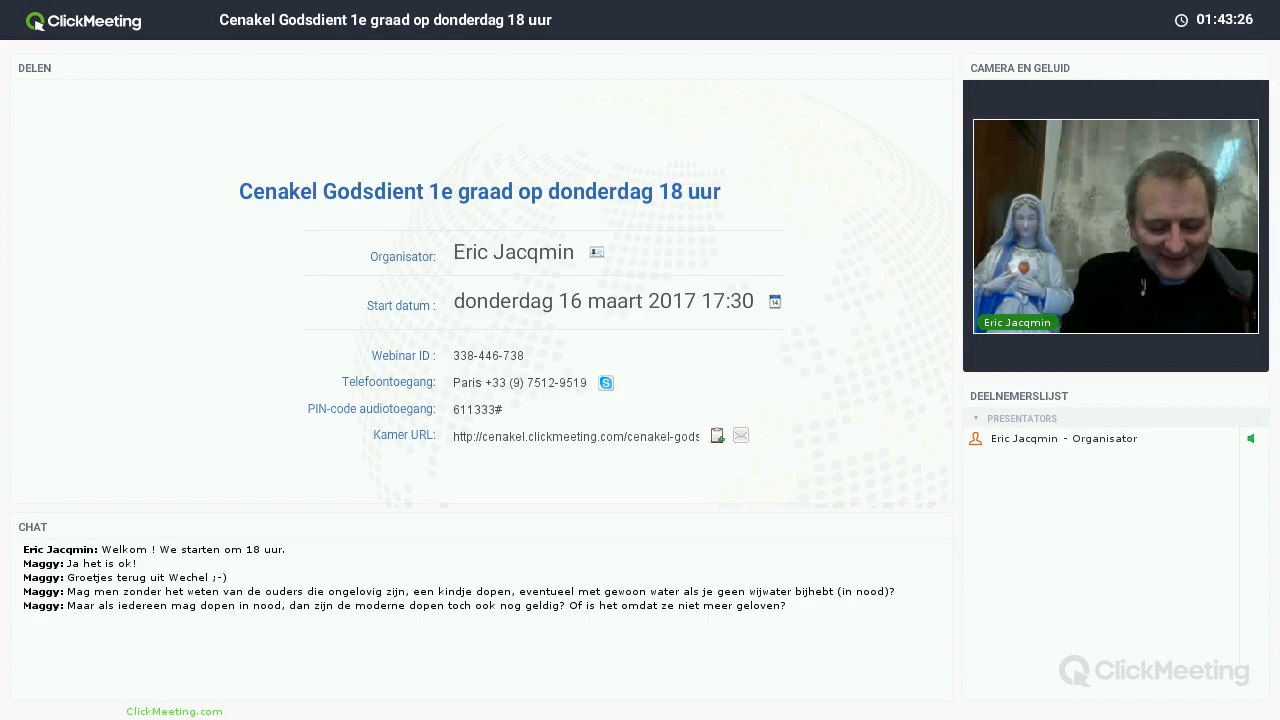 ClickMeeting
Cenakel Godsdient 1e graad op donderdag 18 uur
01:43:26
DELEN
Cenakel Godsdient 1e graad op donderdag 18 uur
Organisator: Eric Jacqmin
Start datum : donderdag 16 maart 2017 17:30
14
Webinar ID : 338-446-738
Telefoontoegang: Paris +33 (9) 7512-9519
PIN-code audiotoegang: 611333#
Kamer URL: http://cenakel.clickmeeting.com/cenakel-gods
CHAT
Eric Jacqmin: Welkom ! We starten om 18 uur.
Maggy: Ja het is ok!
Maggy: Groetjes terug uit Wechel ;-)
Maggy: Mag men zonder het weten van de ouders die ongelovig zijn, een kindje dopen, eventueel met gewoon water als je geen wijwater bijhebt (in nood)?
Maggy: Maar als iedereen mag dopen in nood, dan zijn de moderne dopen toch ook nog geldig? Of is het omdat ze niet meer geloven?
ClickMeeting.com
CAMERA EN GELUID
Eric Jacqmin
DEELNEMERSLIJST
PRESENTATORS
Eric Jacqmin - Organisator
ClickMeeting